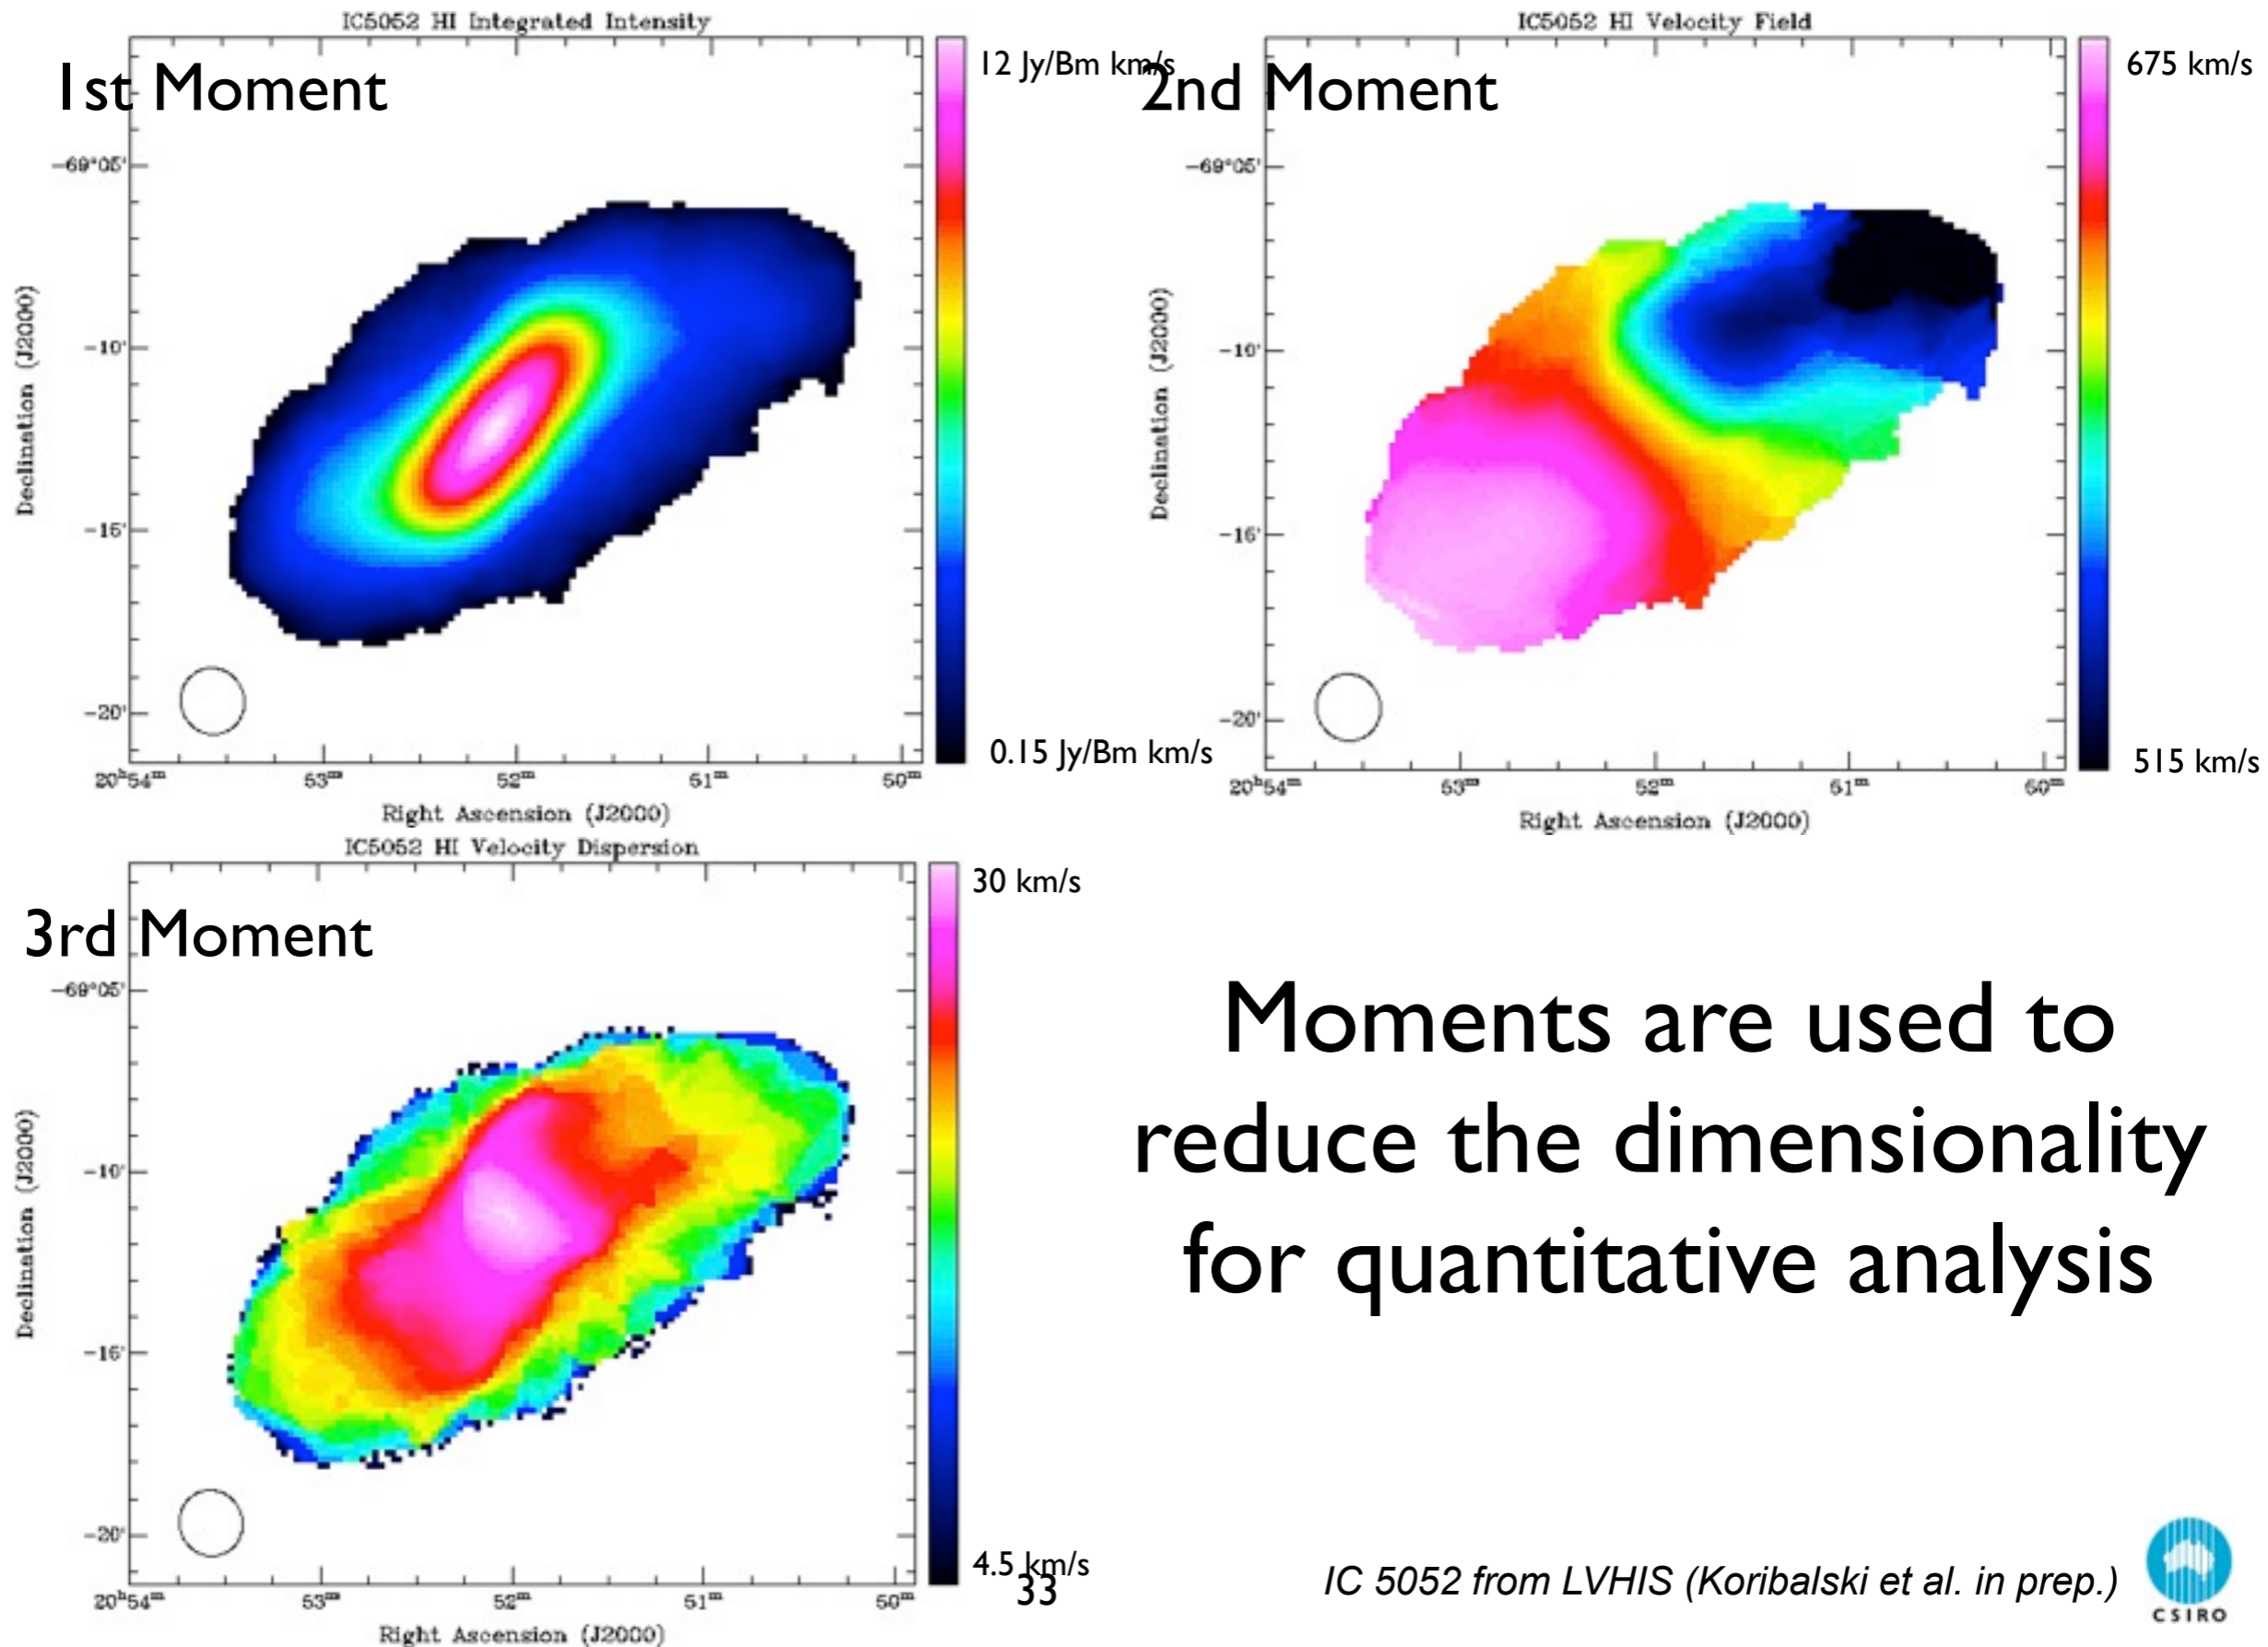 IC5052 HI Integrated Intensity
1st Moment
12 Jy/Bm km/s
-69°05'
-10'
-15'
-20'
Declination (J2000)
0.15 Jy/Bm km/s
20h54m 53m 52m 51m 50m
Right Ascension (J2000)
IC5052 HI Velocity Field
2nd Moment
675 km/s
-69°05'
-10'
-15'
-20'
Declination (J2000)
515 km/s
20h54m 53m 52m 51m 50m
Right Ascension (J2000)
IC5052 HI Velocity Dispersion
3rd Moment
30 km/s
-69°05'
-10'
-15'
-20'
Declination (J2000)
4.5 km/s
20h54m 53m 52m 51m 50m
Right Ascension (J2000)
Moments are used to
reduce the dimensionality
for quantitative analysis
33
IC 5052 from LVHIS (Koribalski et al. in prep.)
CSIRO